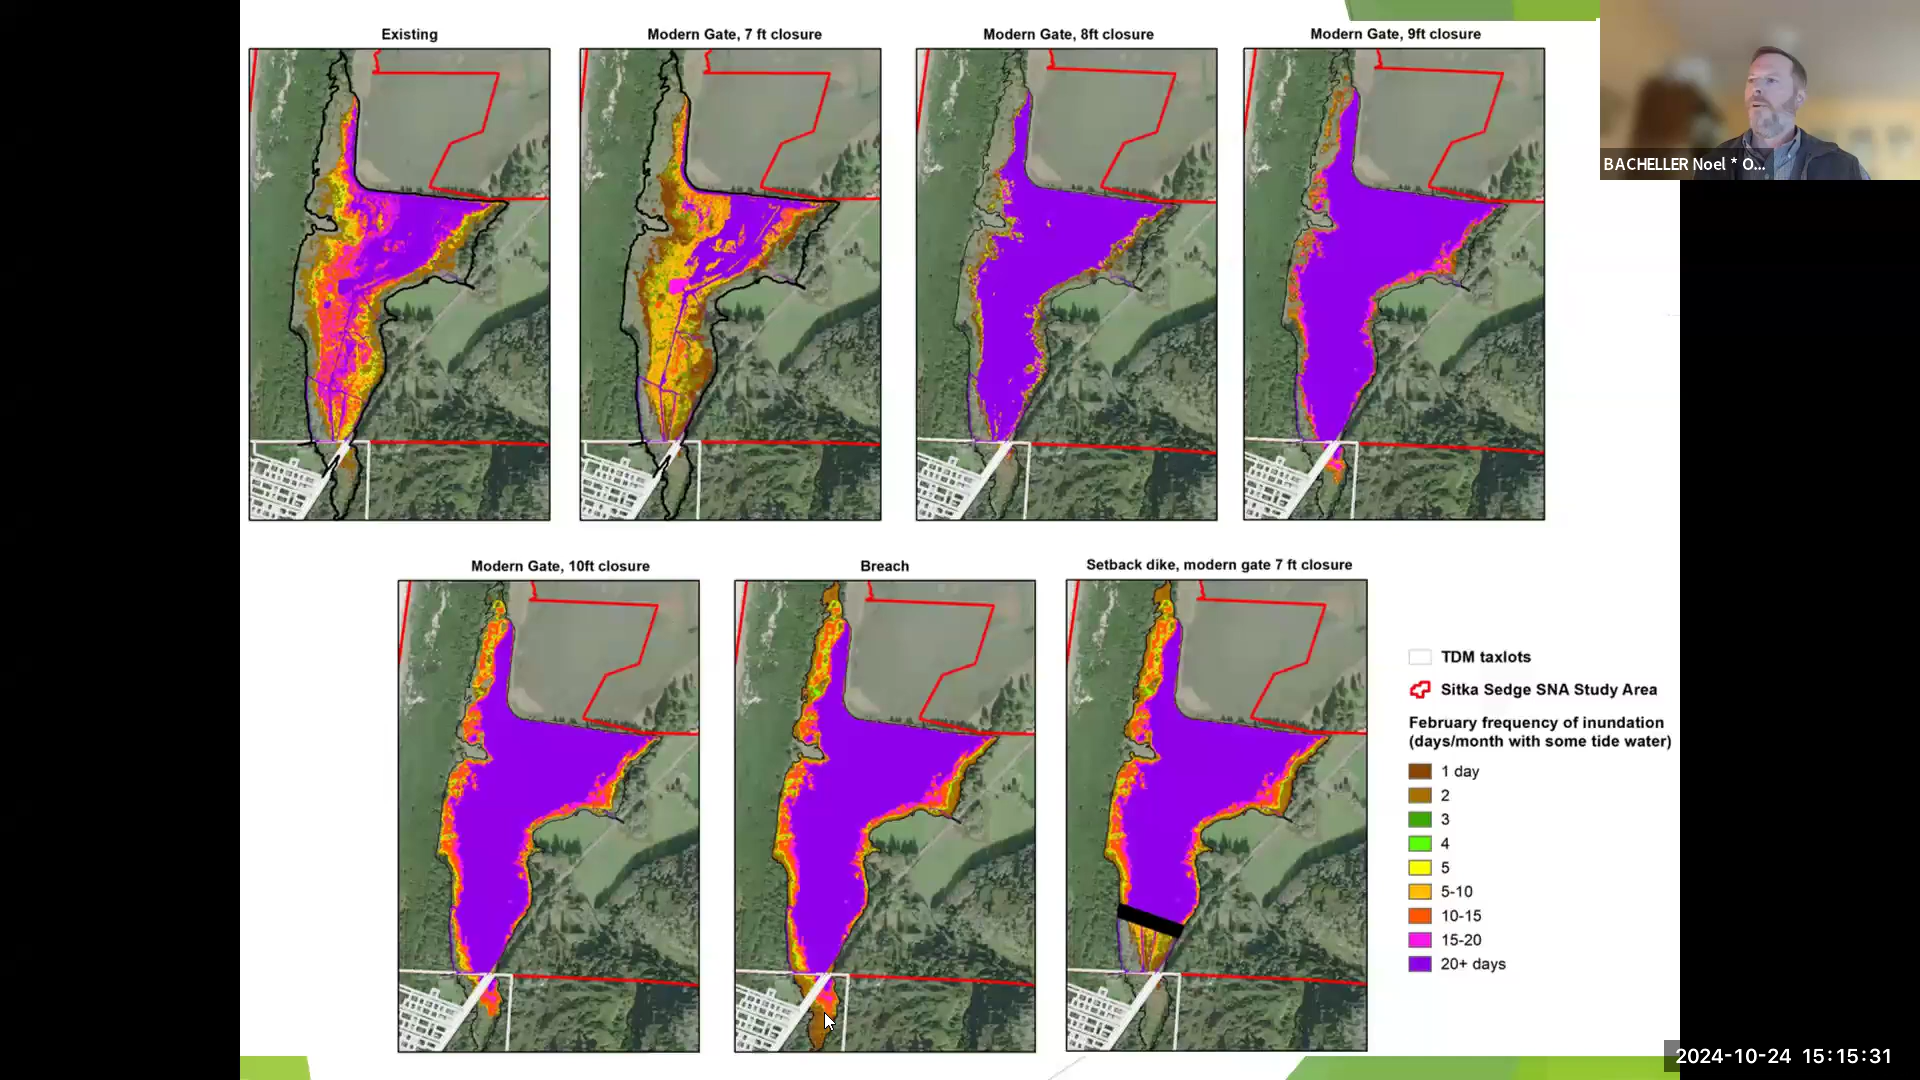 Existing
Modern Gate, 7 ft closure
Modern Gate, 8ft closure
Modern Gate, 9ft closure
BACHELLER Noel * O...
Modern Gate, 10ft closure
Breach
Setback dike, modern gate 7 ft closure
TDM taxlots
Sitka Sedge SNA Study Area
February frequency of inundation
(days/month with some tide water)
1 day
2
3
4
5
5-10
10-15
15-20
20+ days
2024-10-24 15:15:31